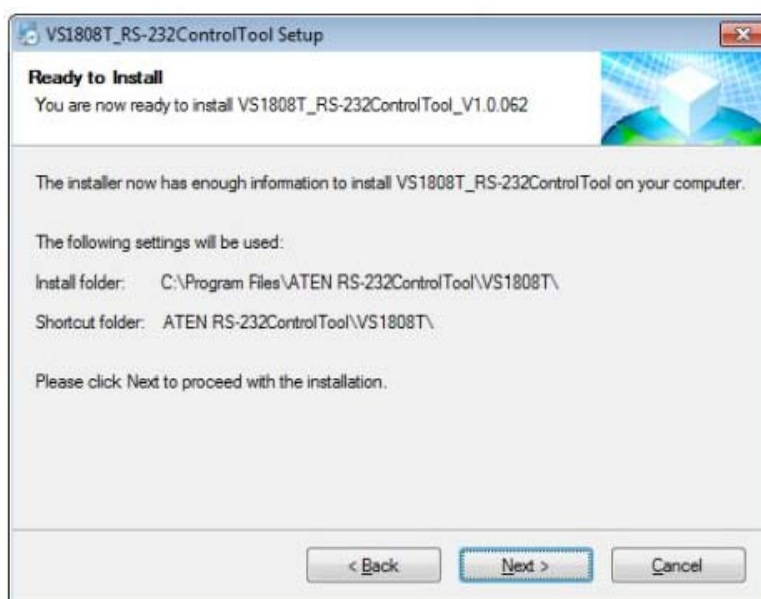 VS1808T_RS-232ControlTool Setup
Ready to Install
You are now ready to install VS1808T_RS-232ControlTool_V1.0.062
The installer now has enough information to install VS1808T_RS-232ControlTool on your computer.
The following settings will be used:
Install folder: C:\Program Files\ATEN RS-232ControlTool\VS1808T\
Shortcut folder: ATEN RS-232ControlTool\VS1808T\
Please click Next to proceed with the installation.
< Back Next > Cancel